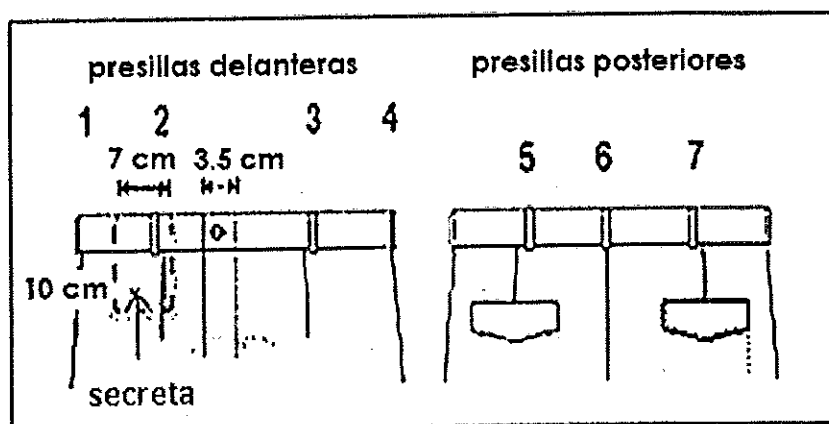 presillas delanteras
presillas posteriores
1 2 3 4
7 cm 3.5 cm
5 6 7
10 cm
secreta